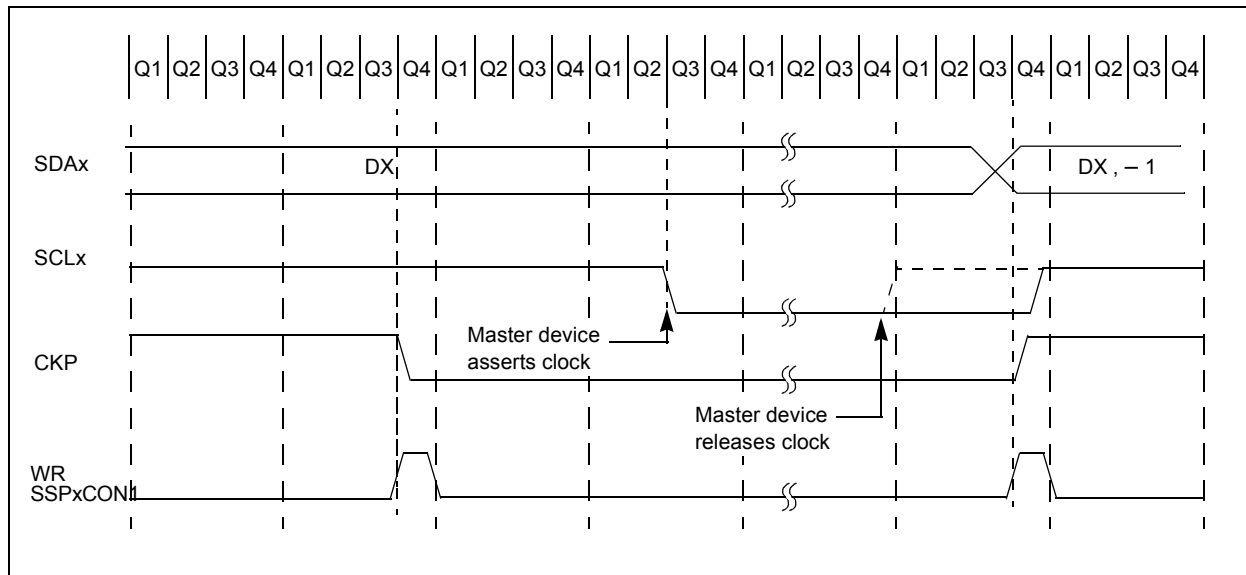 Q1 Q2 Q3 Q4 Q1 Q2 Q3 Q4 Q1 Q2 Q3 Q4 Q1 Q2 Q3 Q4 Q1 Q2 Q3 Q4 Q1 Q2 Q3 Q4 Q1 Q2 Q3 Q4
SDAx
DX
DX , – 1
SCLx
Master device
asserts clock
CKP
Master device
releases clock
WR
SSPxCON1